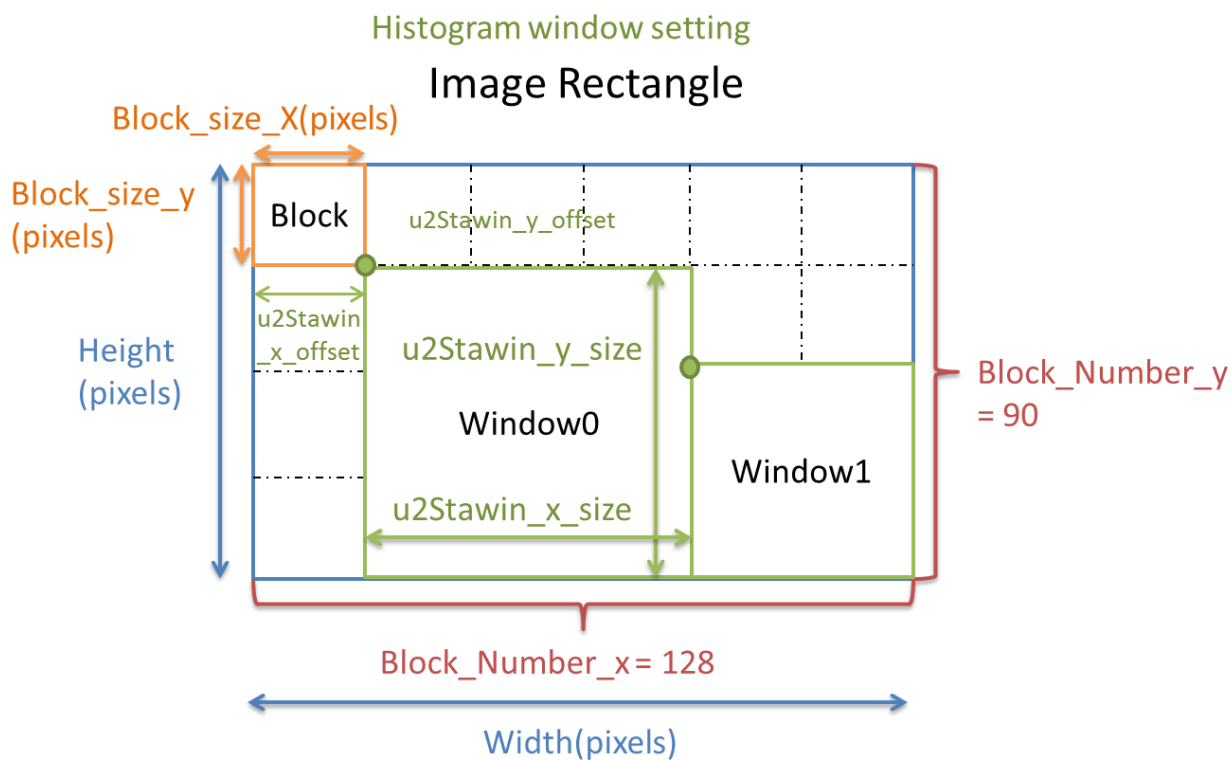 Histogram window setting
Image Rectangle
Block_size_X(pixels)
Block_size_y
(pixels)
Block
u2Stawin_y_offset
u2Stawin
_x_offset
Height
(pixels)
u2Stawin_y_size
Window0
u2Stawin_x_size
Window1
Block_Number_y
= 90
Block_Number_x = 128
Width(pixels)